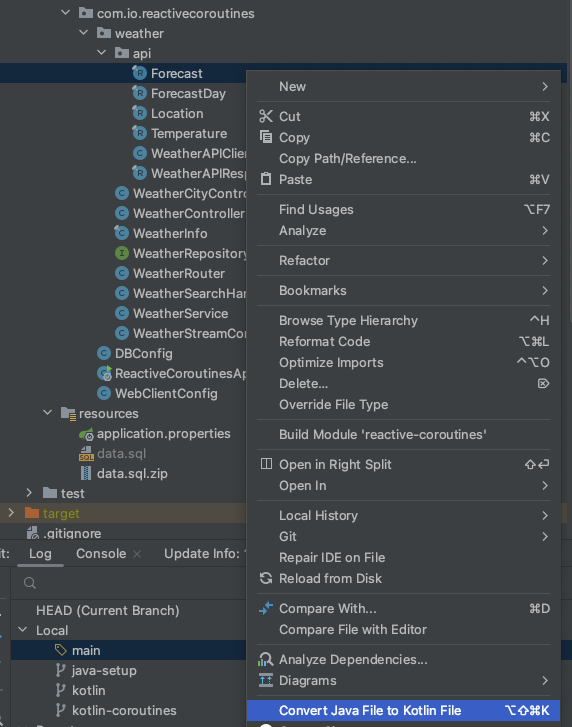 com.io.reactivecoroutines
weather
api
Forecast
ForecastDay
Location
Temperature
WeatherAPIClie
WeatherAPIResp
WeatherCityContro
WeatherController
WeatherInfo
WeatherRepository
WeatherRouter
WeatherSearchHan
WeatherService
WeatherStreamCon
DBConfig
ReactiveCoroutinesAp
WebClientConfig
resources
application.properties
data.sql
data.sql.zip
test
target
.gitignore
it: Log Console Update Info:
HEAD (Current Branch)
Local
main
java-setup
kotlin
kotlin-coroutines
New
Cut ⌘X
Copy ⌘C
Copy Path/Reference...
Paste ⌘V
Find Usages ⌥F7
Analyze
Refactor
Bookmarks
Browse Type Hierarchy ^H
Reformat Code ⌥⌘L
Optimize Imports ^⌥O
Delete... ⌦
Override File Type
Build Module 'reactive-coroutines'
Open in Right Split ⇧⏎
Open In
Local History
Git
Repair IDE on File
Reload from Disk
Compare With... ⌘D
Compare File with Editor
Analyze Dependencies...
Diagrams
Convert Java File to Kotlin File ⌥⇧⌘K